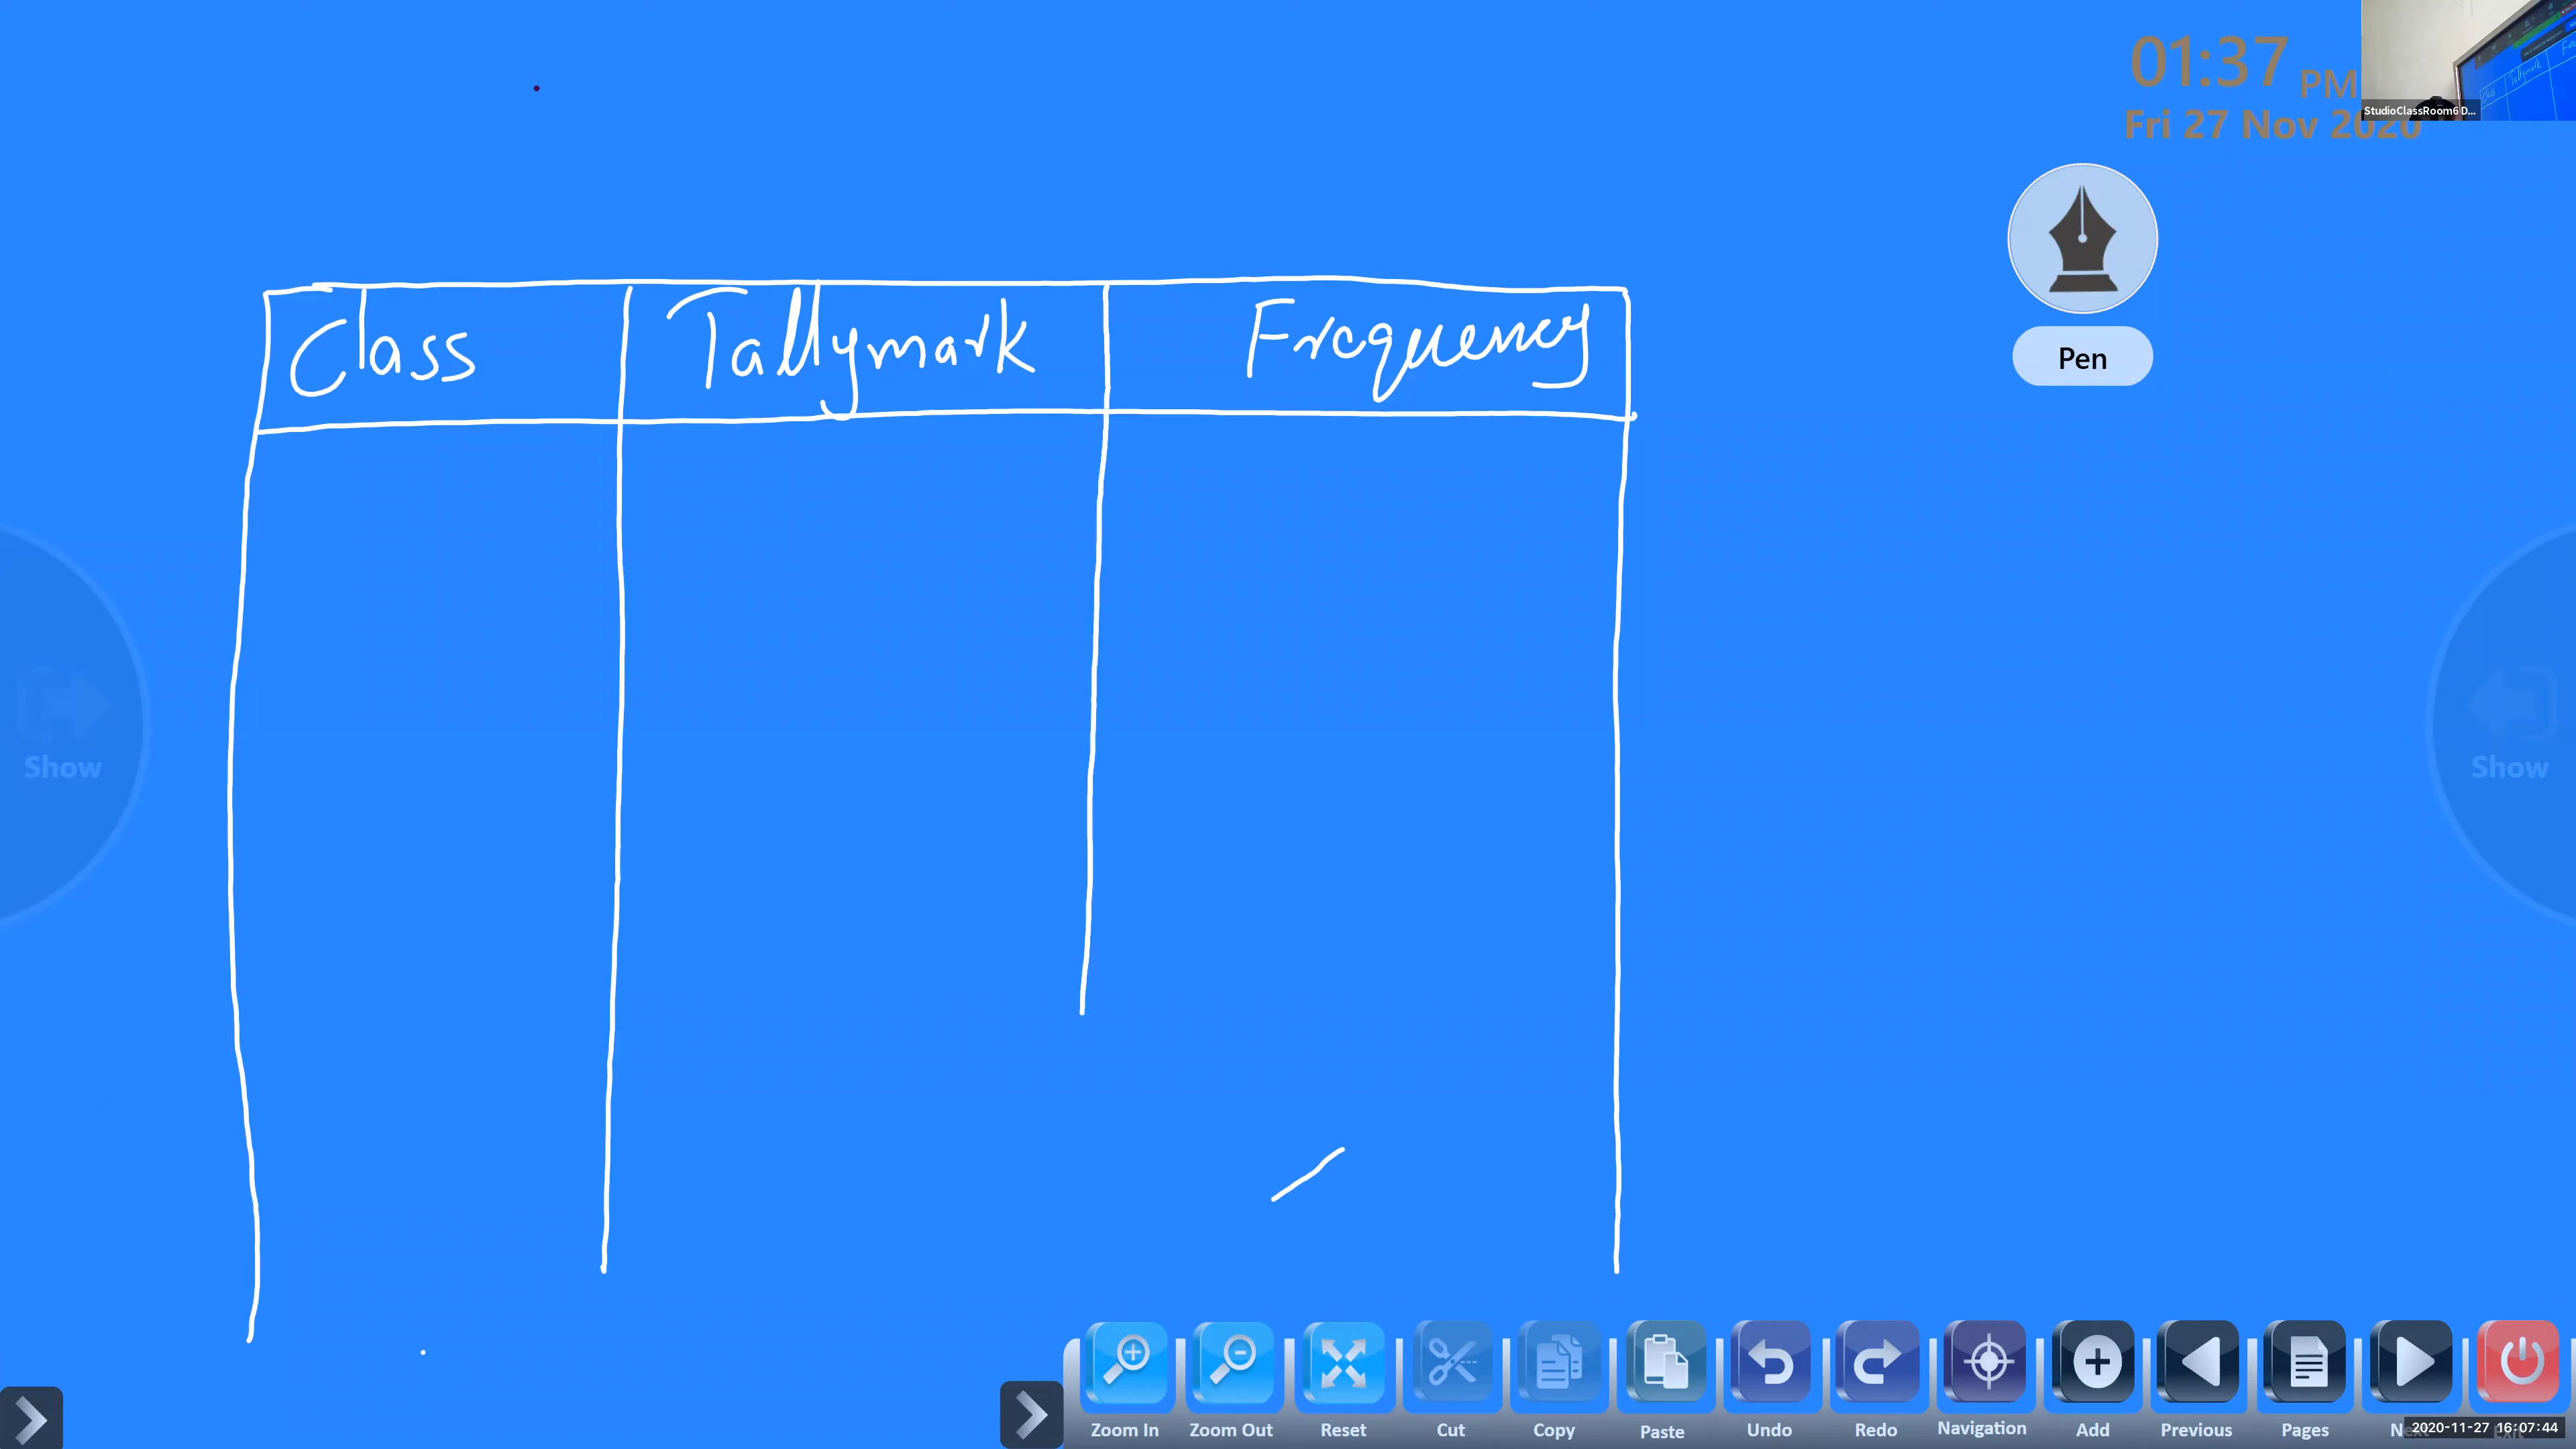 01:37 PM
StudioClassRoom6 D...
Fri 27 Nov 2020
Class Tallymark Frequency
Pen
Show Show
Zoom In Zoom Out Reset Cut Copy Paste Undo Redo Navigation Add Previous Pages
2020-11-27 16:07:44